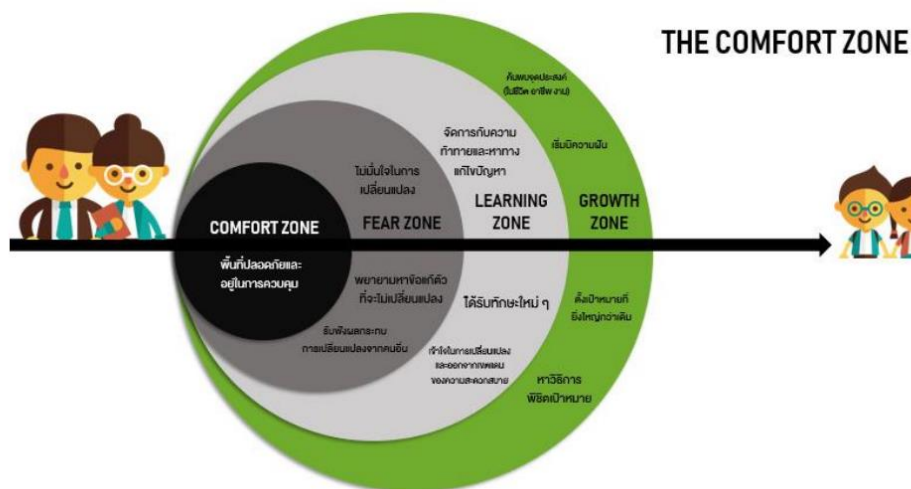 THE COMFORT ZONE
COMFORT ZONE
พื้นที่ปลอดภัยและ
อยู่ในการควบคุม
ไม่มั่นใจในการ
เปลี่ยนแปลง
FEAR ZONE
พยายามหาข้อแก้ตัว
ที่จะไม่เปลี่ยนแปลง
รับฟังผลกระทบ
การเปลี่ยนแปลงจากคนอื่น
จัดการกับความ
ท้าทายและหาทาง
แก้ไขปัญหา
LEARNING
ZONE
ได้รับทักษะใหม่ ๆ
เข้าใจในการเปลี่ยนแปลง
และออกจากเขตแดน
ของความสะดวกสบาย
ค้นพบจุดประสงค์
(ในชีวิต อาชีพ งาน)
เริ่มมีความฝัน
GROWTH
ZONE
ตั้งเป้าหมายที่
ยิ่งใหญ่กว่าเดิม
หาวิธีการ
พิชิตเป้าหมาย